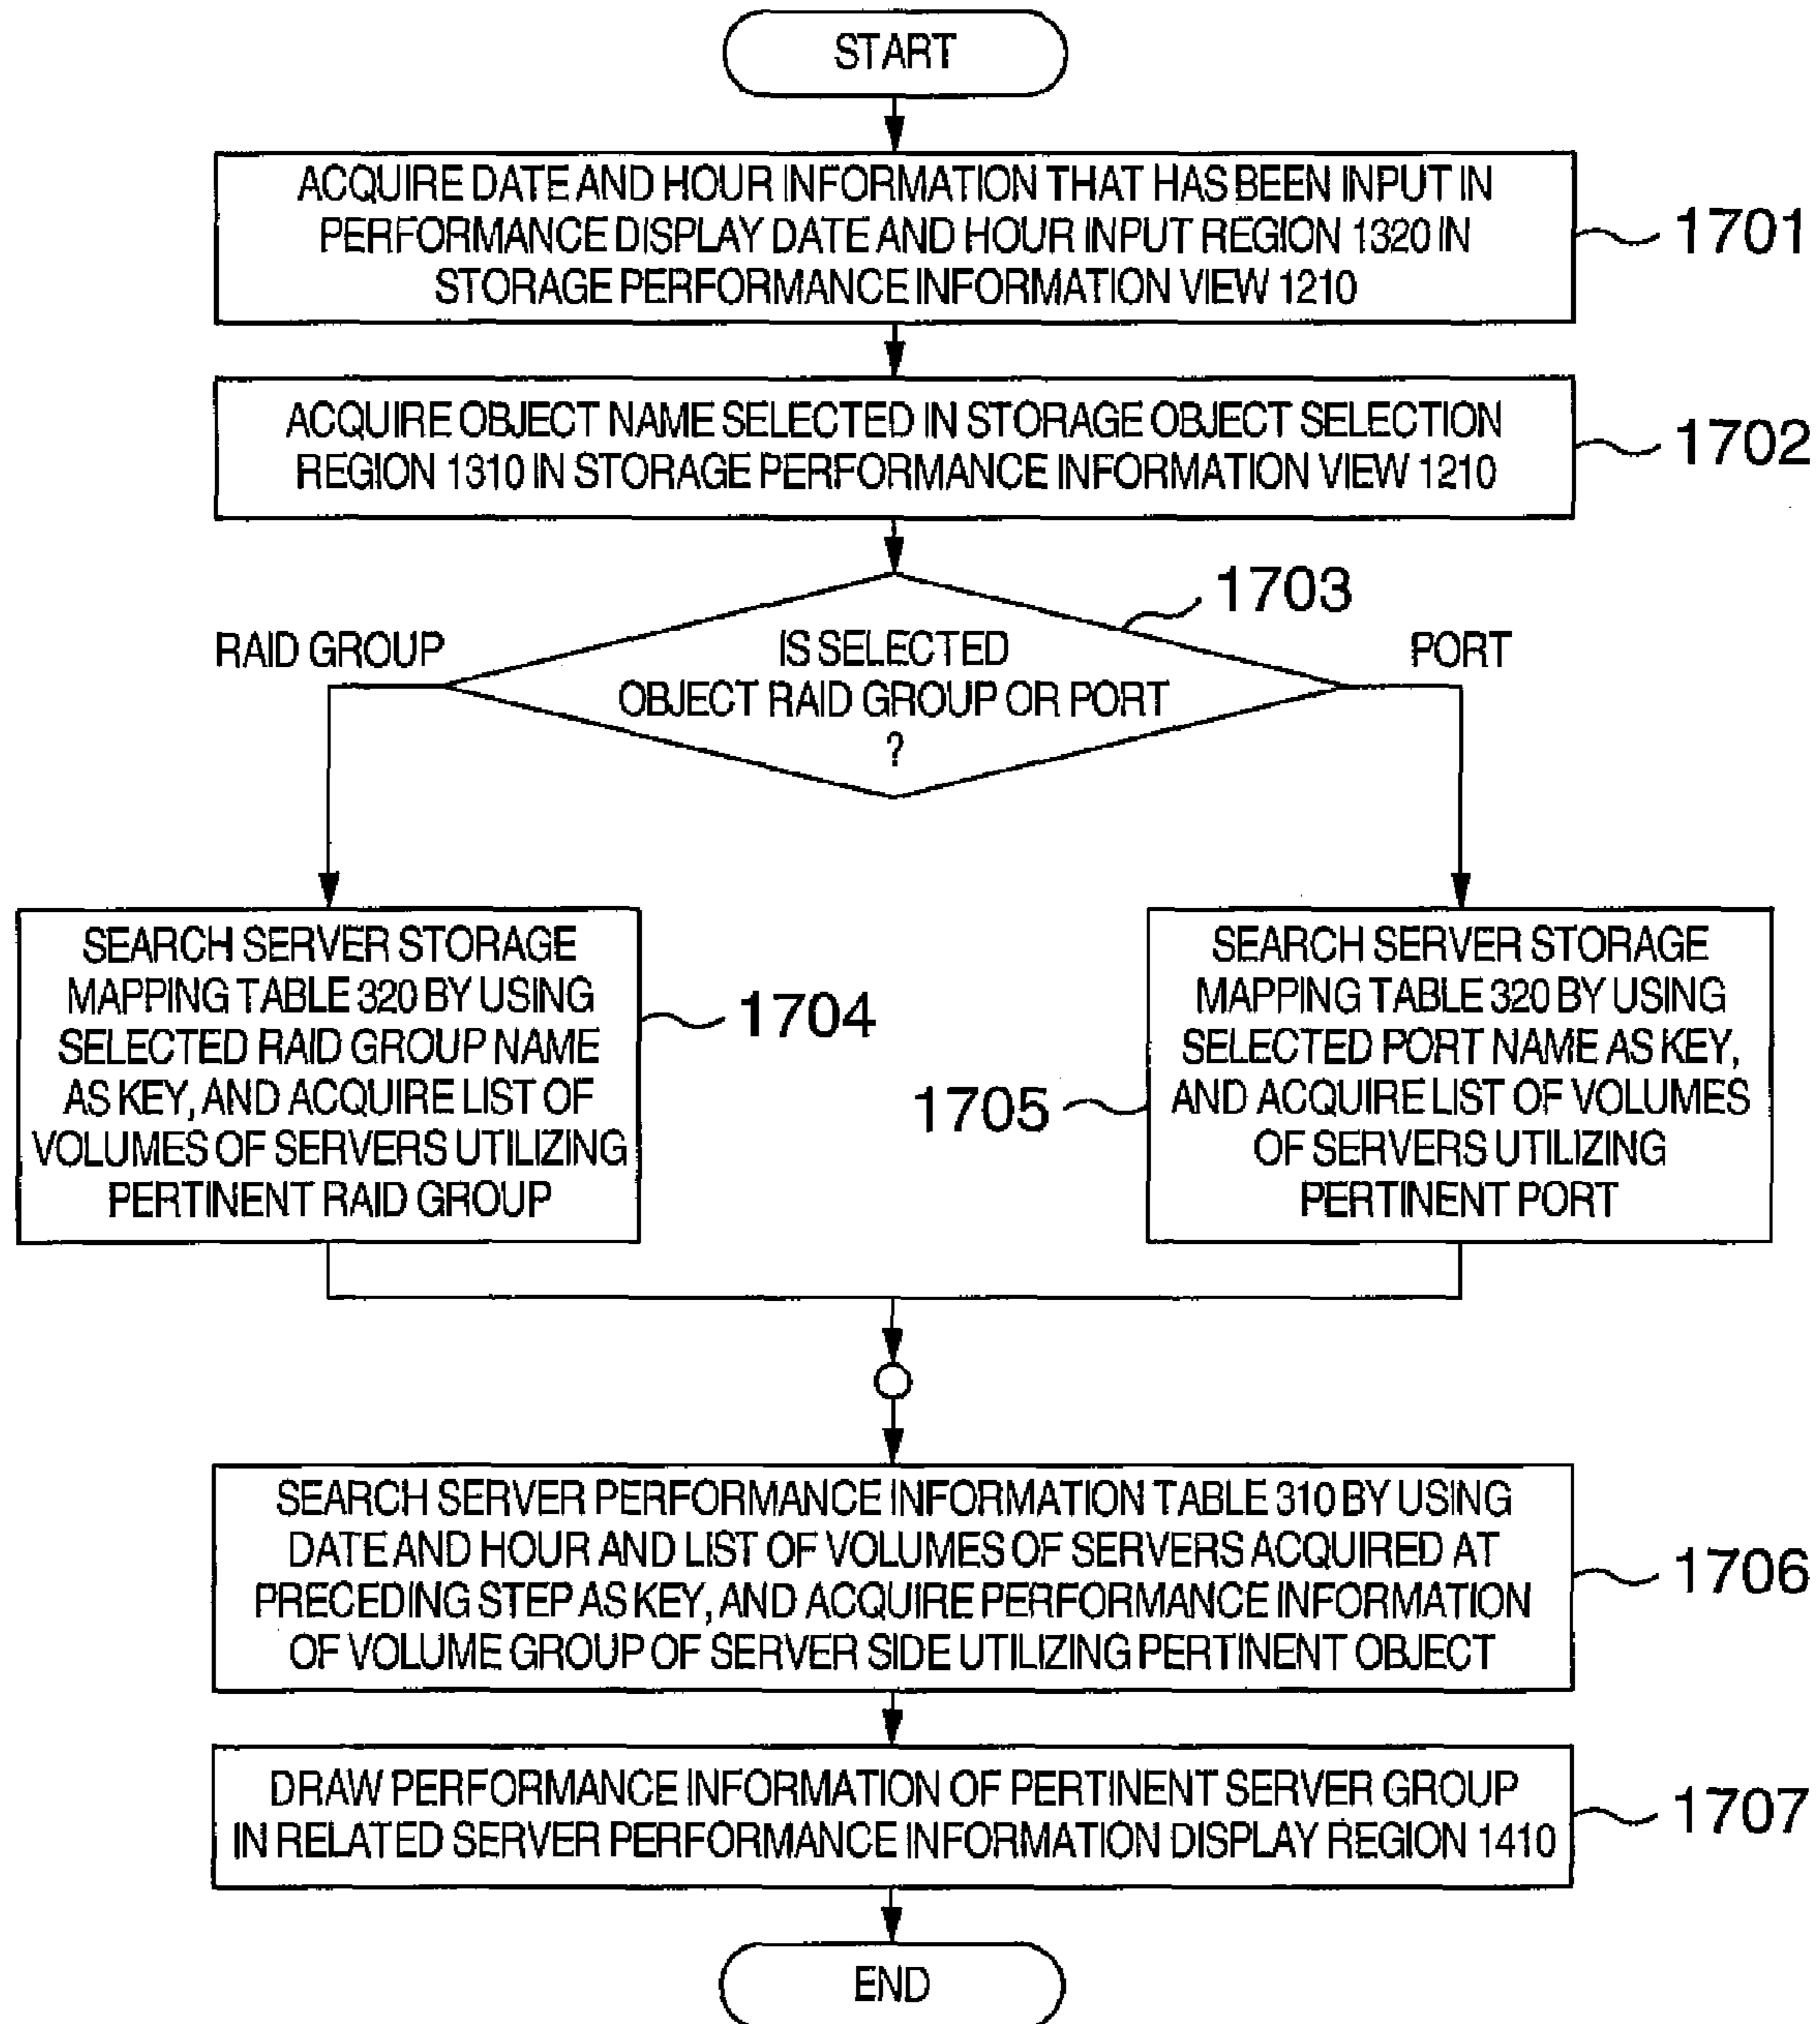 START
ACQUIRE DATE AND HOUR INFORMATION THAT HAS BEEN INPUT IN
PERFORMANCE DISPLAY DATE AND HOUR INPUT REGION 1320 IN
STORAGE PERFORMANCE INFORMATION VIEW 1210
1701
ACQUIRE OBJECT NAME SELECTED IN STORAGE OBJECT SELECTION
REGION 1310 IN STORAGE PERFORMANCE INFORMATION VIEW 1210
1702
1703
RAID GROUP
IS SELECTED
OBJECT RAID GROUP OR PORT
?
PORT
SEARCH SERVER STORAGE
MAPPING TABLE 320 BY USING
SELECTED RAID GROUP NAME
AS KEY, AND ACQUIRE LIST OF
VOLUMES OF SERVERS UTILIZING
PERTINENT RAID GROUP
1704
SEARCH SERVER STORAGE
MAPPING TABLE 320 BY USING
SELECTED PORT NAME AS KEY,
AND ACQUIRE LIST OF VOLUMES
OF SERVERS UTILIZING
PERTINENT PORT
1705
SEARCH SERVER PERFORMANCE INFORMATION TABLE 310 BY USING
DATE AND HOUR AND LIST OF VOLUMES OF SERVERS ACQUIRED AT
PRECEDING STEP AS KEY, AND ACQUIRE PERFORMANCE INFORMATION
OF VOLUME GROUP OF SERVER SIDE UTILIZING PERTINENT OBJECT
1706
DRAW PERFORMANCE INFORMATION OF PERTINENT SERVER GROUP
IN RELATED SERVER PERFORMANCE INFORMATION DISPLAY REGION 1410
1707
END